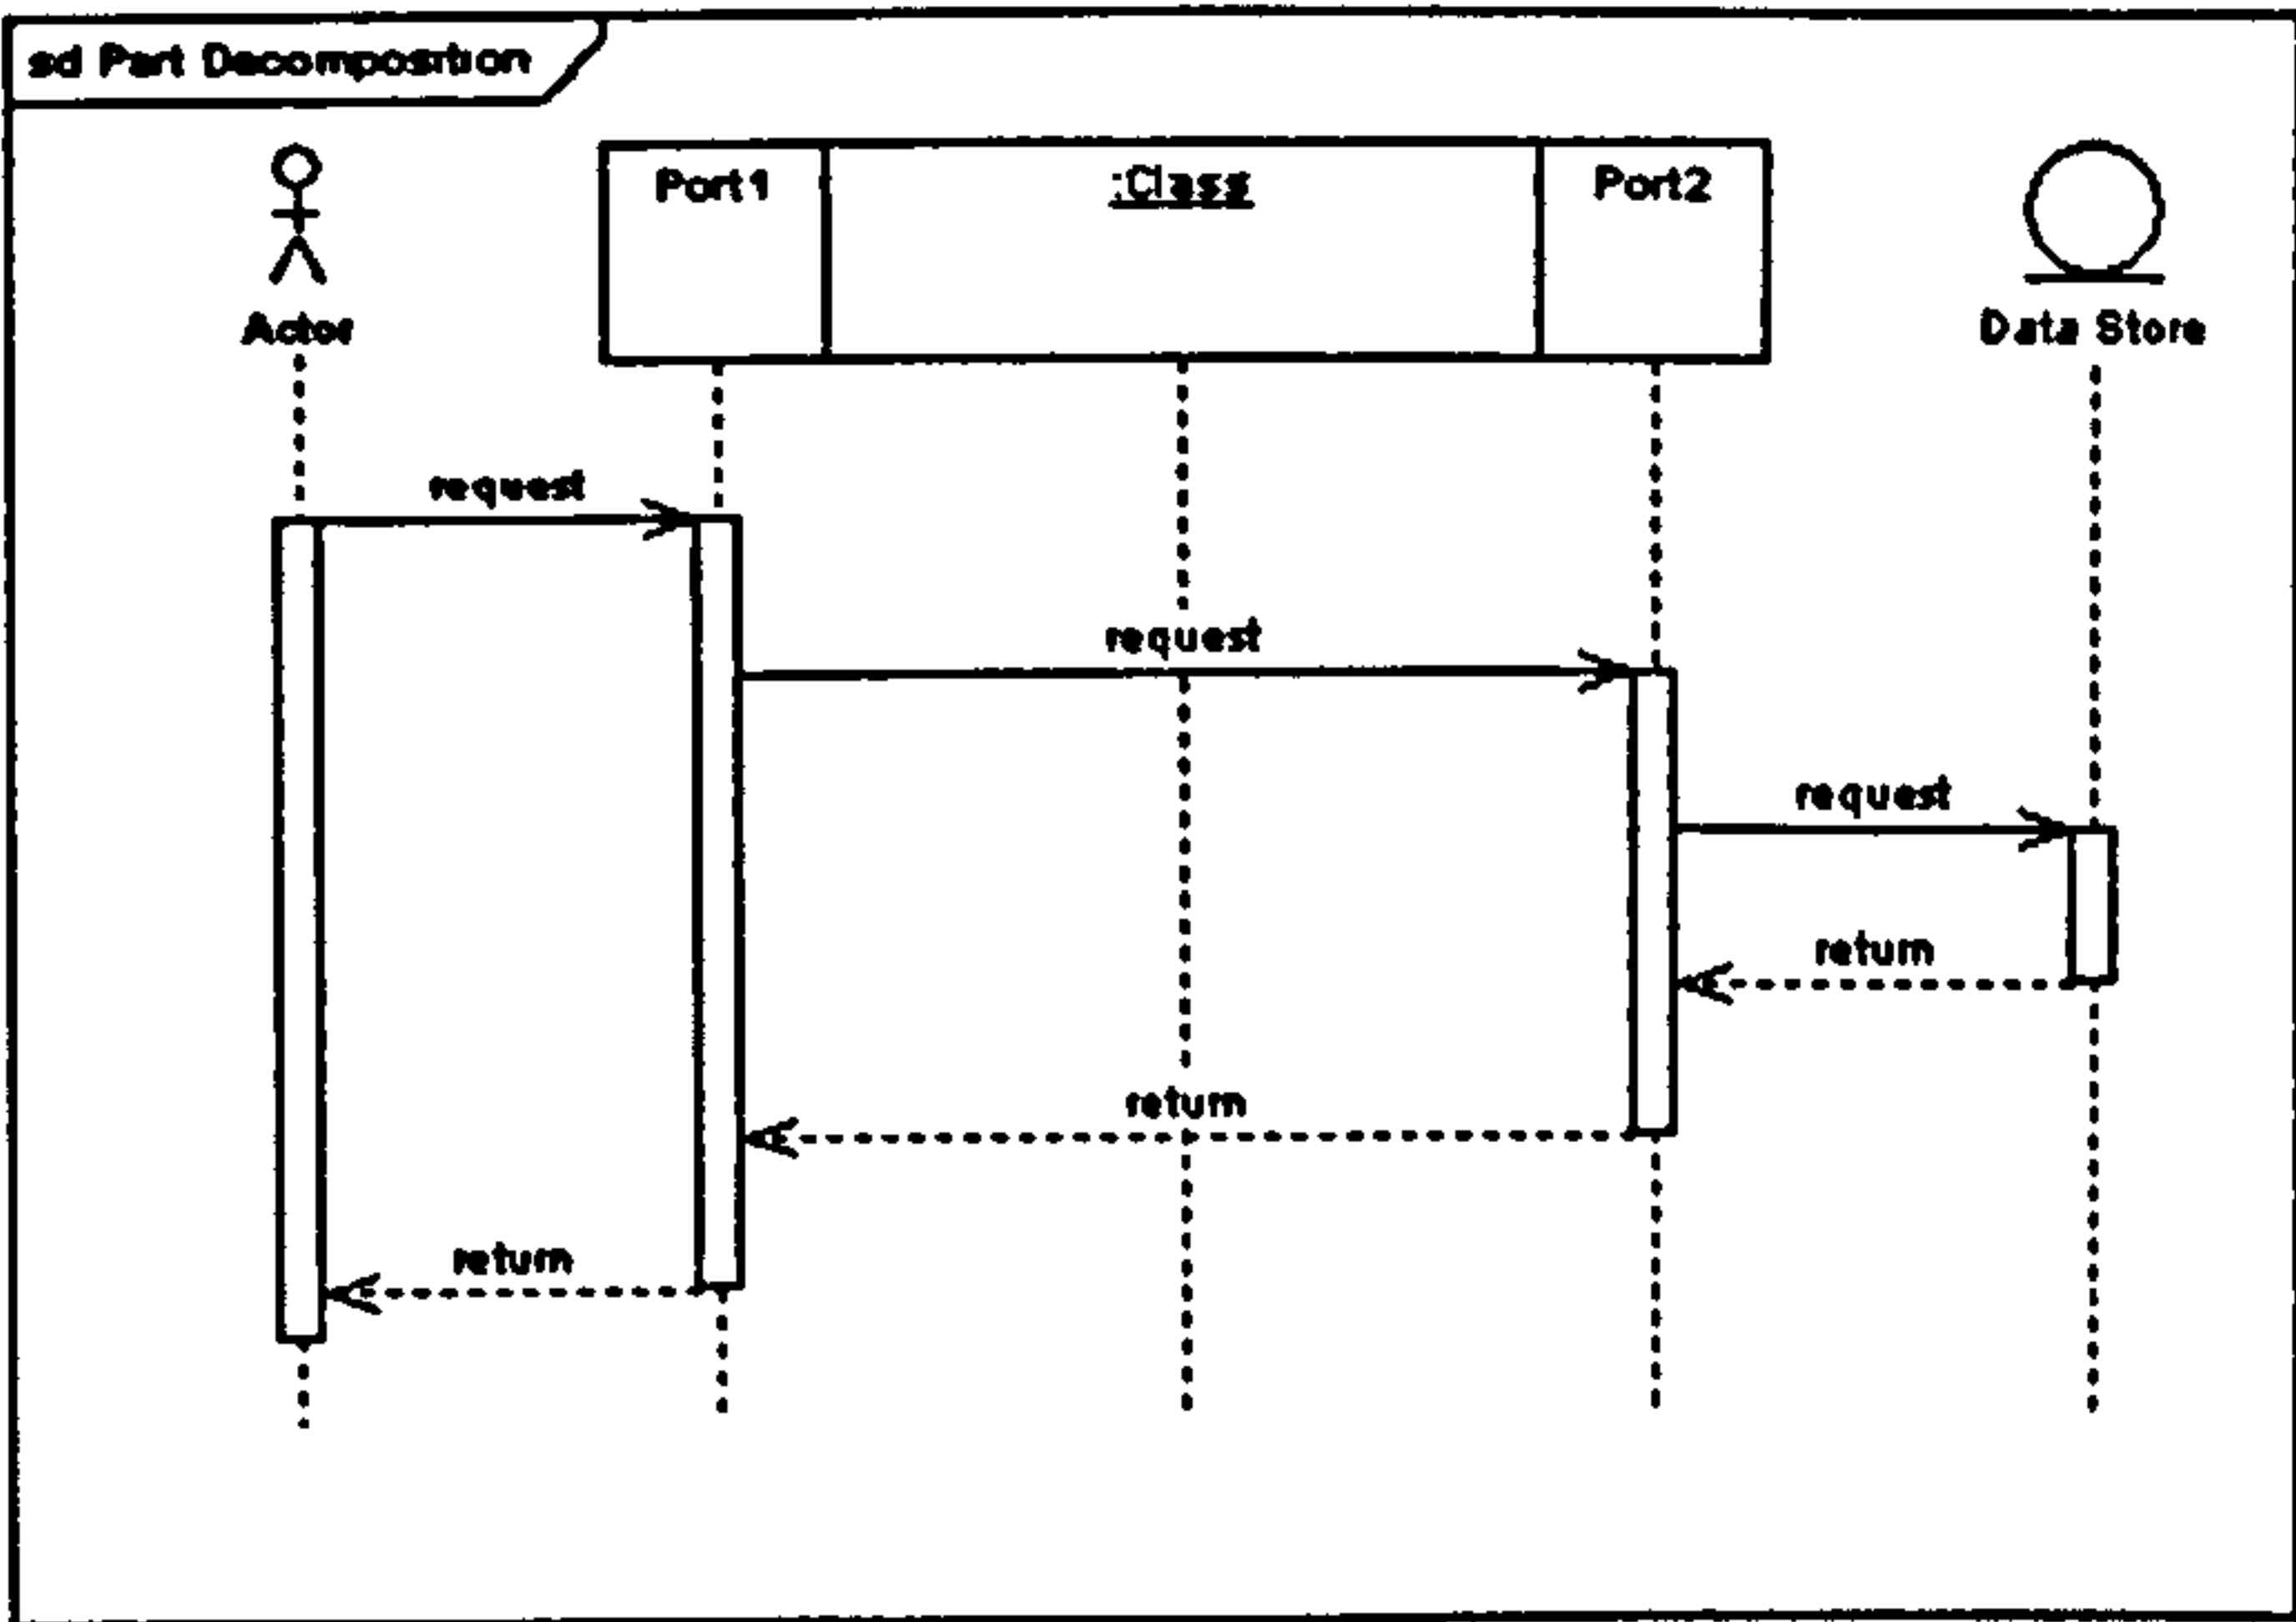 sd Part Decomposition
Port1
:Class
Port2
Actor
Data Store
request
request
request
return
return
return